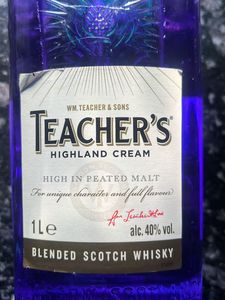 WM. TEACHER & SONS
TEACHER'S®
HIGHLAND CREAM
HIGH IN PEATED MALT
For unique character and full flavour
1L e
alc. 40% vol.
BLENDED SCOTCH WHISKY